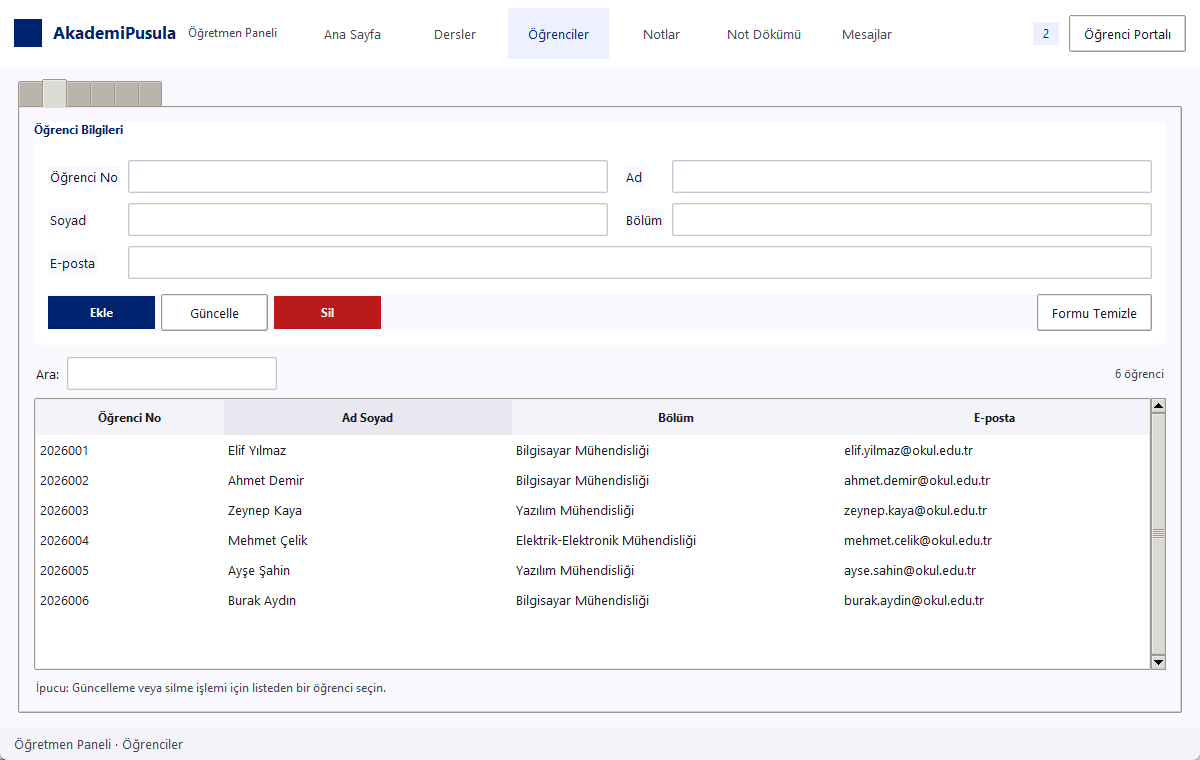 AkademiPusula Öğretmen Paneli Ana Sayfa Dersler Öğrenciler Notlar Not Dökümü Mesajlar 2 Öğrenci Portalı
Öğrenci Bilgileri
Öğrenci No Ad
Soyad Bölüm
E-posta
Ekle Güncelle Sil Formu Temizle
Ara: 6 öğrenci
Öğrenci No Ad Soyad Bölüm E-posta
2026001 Elif Yılmaz Bilgisayar Mühendisliği elif.yilmaz@okul.edu.tr
2026002 Ahmet Demir Bilgisayar Mühendisliği ahmet.demir@okul.edu.tr
2026003 Zeynep Kaya Yazılım Mühendisliği zeynep.kaya@okul.edu.tr
2026004 Mehmet Çelik Elektrik-Elektronik Mühendisliği mehmet.celik@okul.edu.tr
2026005 Ayşe Şahin Yazılım Mühendisliği ayse.sahin@okul.edu.tr
2026006 Burak Aydın Bilgisayar Mühendisliği burak.aydin@okul.edu.tr
İpucu: Güncelleme veya silme işlemi için listeden bir öğrenci seçin.
Öğretmen Paneli · Öğrenciler